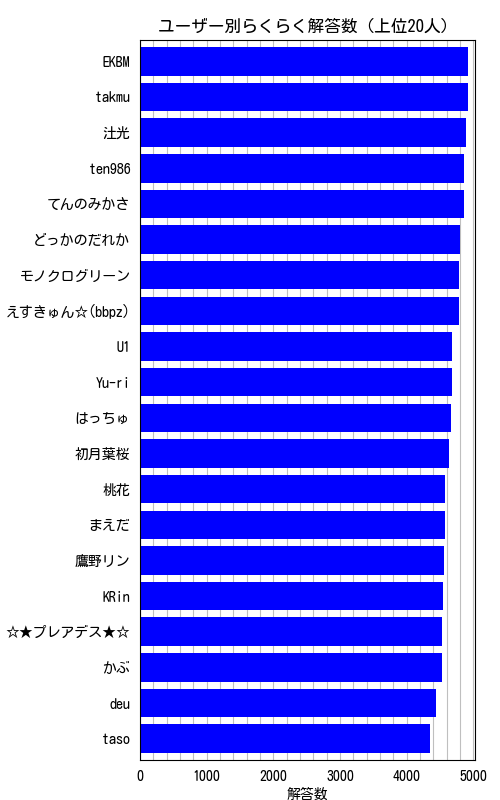 ユーザー別らくらく解答数 (上位20人)
EKBM
takmu
辻光
ten986
てんのみかさ
どっかのだれか
モノクログリーン
えすきゅん☆(bbpz)
U1
Yu-ri
はっちゅ
初月葉桜
桃花
まえだ
鷹野リン
KRin
☆★プレアデス★☆
かぶ
deu
taso
0 1000 2000 3000 4000 5000
解答数